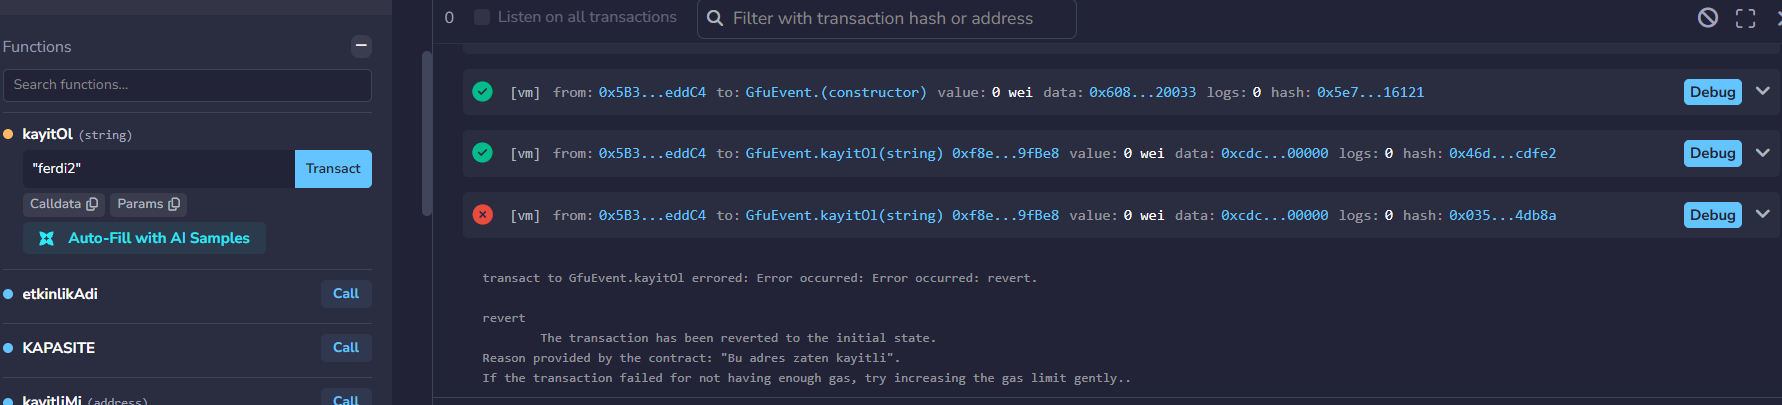 0
Listen on all transactions
Filter with transaction hash or address
Functions
Search functions...
kayitOl (string)
"ferdi2"
Transact
Calldata
Params
Auto-Fill with AI Samples
etkinlikAdi
Call
KAPASITE
Call
kayitliMi (address)
Call
[vm] from: 0x5B3...eddC4 to: GfuEvent.(constructor) value: 0 wei data: 0x608...20033 logs: 0 hash: 0x5e7...16121
Debug
[vm] from: 0x5B3...eddC4 to: GfuEvent.kayitOl(string) 0xf8e...9fBe8 value: 0 wei data: 0xcdc...00000 logs: 0 hash: 0x46d...cdfe2
Debug
[vm] from: 0x5B3...eddC4 to: GfuEvent.kayitOl(string) 0xf8e...9fBe8 value: 0 wei data: 0xcdc...00000 logs: 0 hash: 0x035...4db8a
Debug
transact to GfuEvent.kayitOl errored: Error occurred: Error occurred: revert.
revert
The transaction has been reverted to the initial state.
Reason provided by the contract: "Bu adres zaten kayitli".
If the transaction failed for not having enough gas, try increasing the gas limit gently..